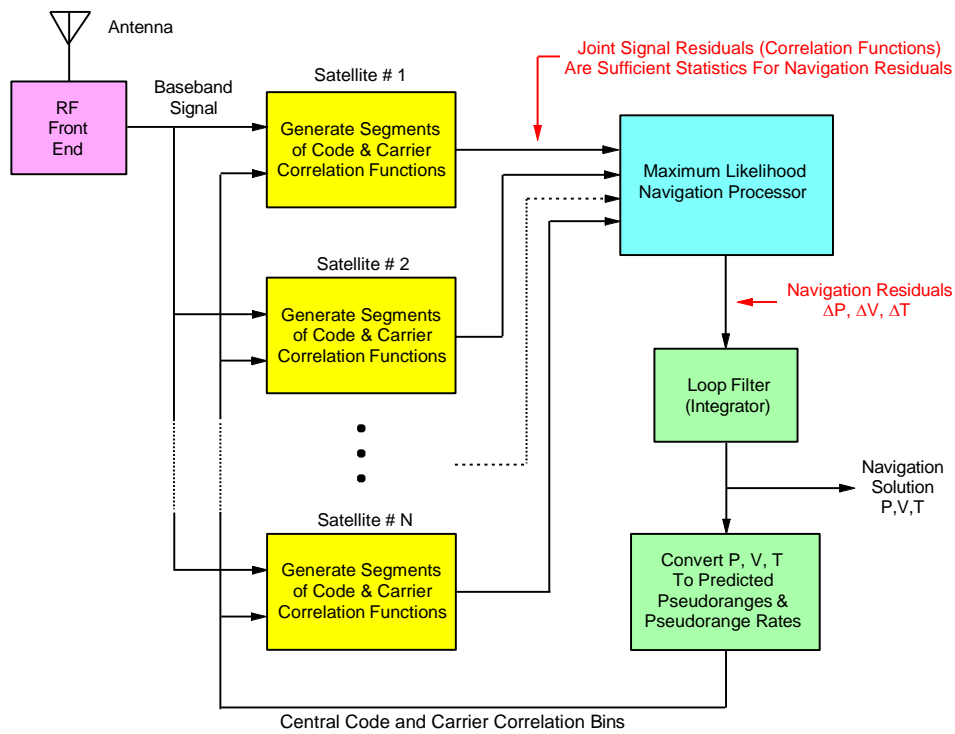 Antenna
RF
Front
End
Baseband
Signal
Satellite # 1
Generate Segments
of Code & Carrier
Correlation Functions
Joint Signal Residuals (Correlation Functions)
Are Sufficient Statistics For Navigation Residuals
Maximum Likelihood
Navigation Processor
Satellite # 2
Generate Segments
of Code & Carrier
Correlation Functions
Navigation Residuals
ΔP, ΔV, ΔT
Loop Filter
(Integrator)
Navigation
Solution
P,V,T
Satellite # N
Generate Segments
of Code & Carrier
Correlation Functions
Convert P, V, T
To Predicted
Pseudoranges &
Pseudorange Rates
Central Code and Carrier Correlation Bins